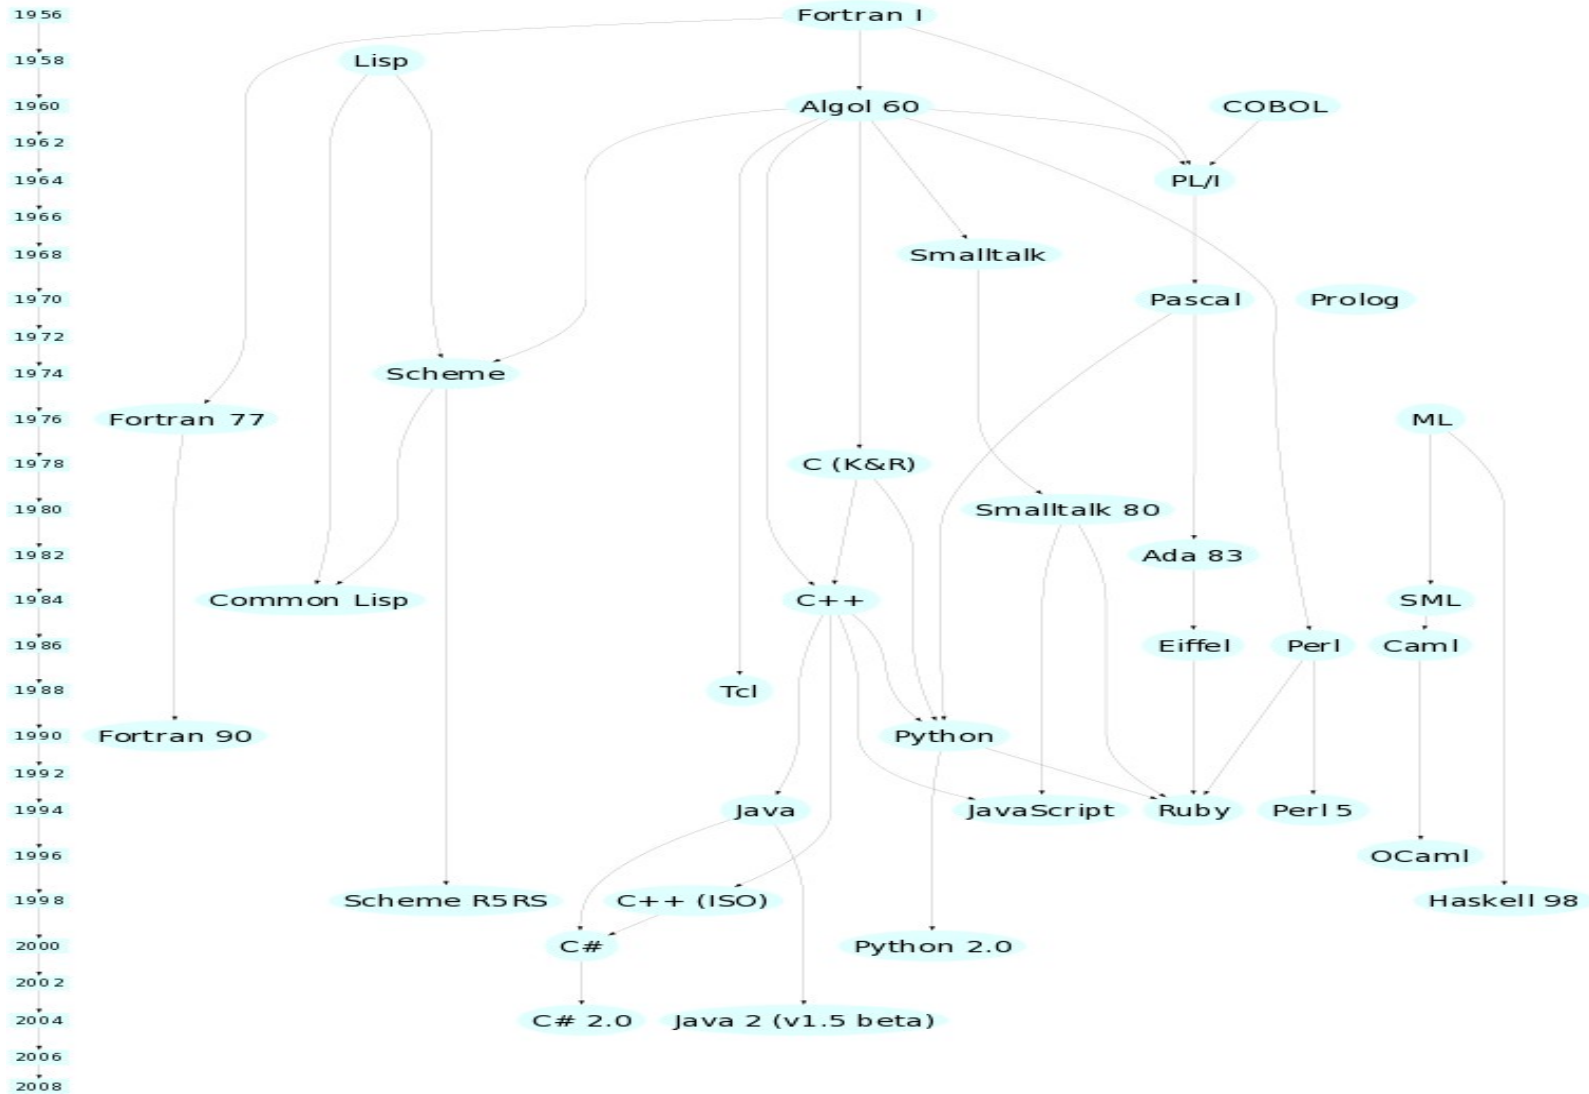 1956 Fortran I
1958 Lisp
1960 Algol 60 COBOL
1962
1964 PL/I
1966
1968 Smalltalk
1970 Pascal Prolog
1972
1974 Scheme
1976 Fortran 77 ML
1978 C (K&R)
1980 Smalltalk 80
1982 Ada 83
1984 Common Lisp C++ SML
1986 Eiffel Perl Caml
1988 Tcl
1990 Fortran 90 Python
1992
1994 Java JavaScript Ruby Perl 5
1996 OCaml
1998 Scheme R5RS C++ (ISO) Haskell 98
2000 C# Python 2.0
2002
2004 C# 2.0 Java 2 (v1.5 beta)
2006
2008